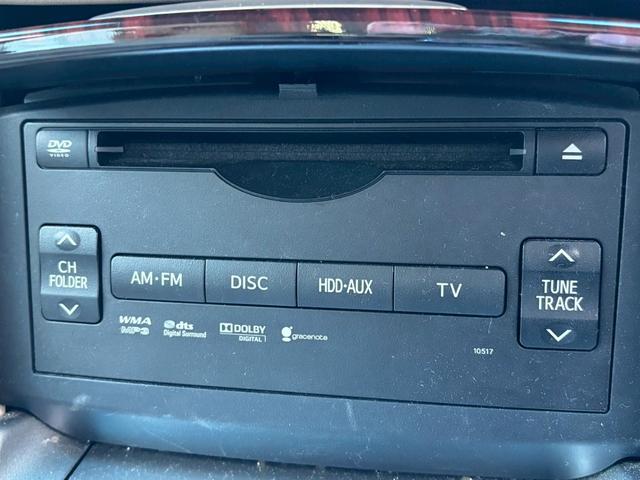 DVD
VIDEO
CH
FOLDER
AM·FM
DISC
HDD·AUX
TV
TUNE
TRACK
WMA
MP3
dts
Digital Surround
DOLBY
DIGITAL
gracenote
10517